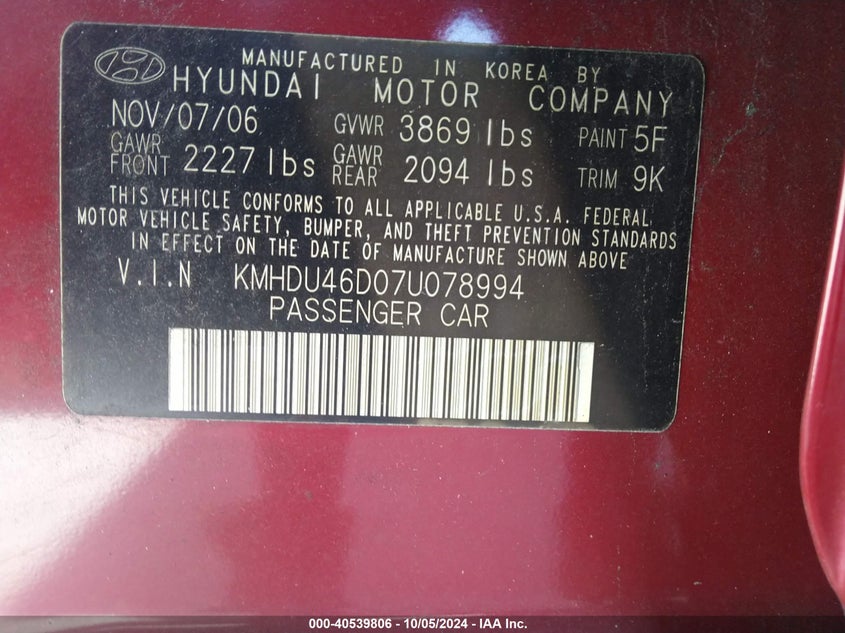 MANUFACTURED IN KOREA BY
HYUNDAI MOTOR COMPANY
NOV/07/06 GVWR 3869 lbs PAINT 5F
GAWR FRONT 2227 lbs GAWR REAR 2094 lbs TRIM 9K
THIS VEHICLE CONFORMS TO ALL APPLICABLE U.S.A. FEDERAL
MOTOR VEHICLE SAFETY, BUMPER, AND THEFT PREVENTION STANDARDS
IN EFFECT ON THE DATE OF MANUFACTURE SHOWN ABOVE
V.I.N KMHDU46D07U078994
PASSENGER CAR
000-40539806 - 10/05/2024 - IAA Inc.